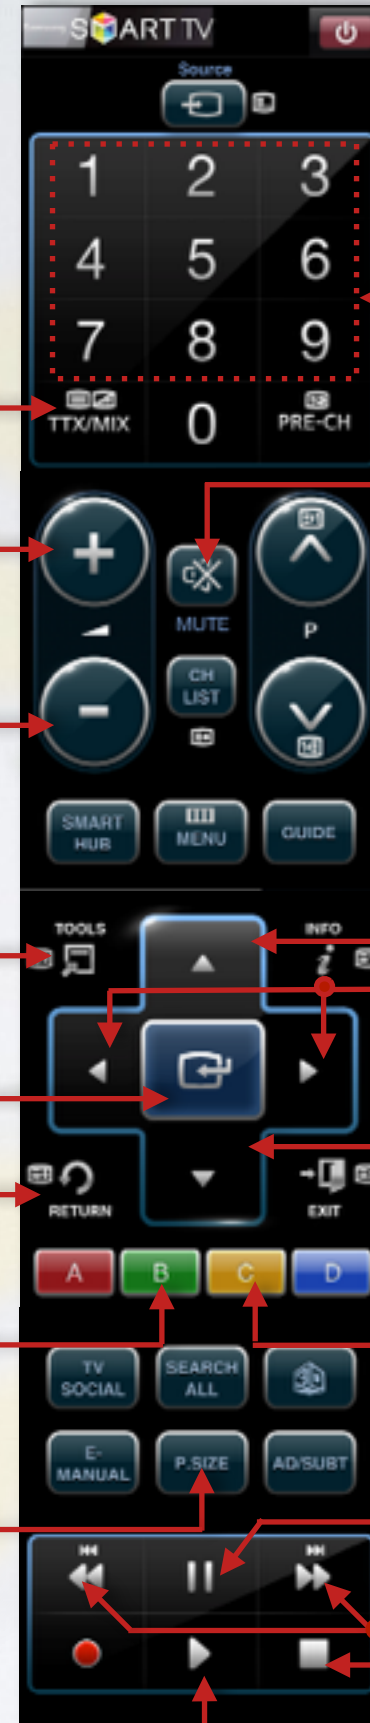 SMART TV
Source
1 2 3
4 5 6
7 8 9
TTX/MIX 0 PRE-CH
MUTE
P
CH
LIST
SMART
HUB
MENU
GUIDE
TOOLS
INFO
i
RETURN
EXIT
A B C D
TV
SOCIAL
SEARCH
ALL
3D
E-
MANUAL
P.SIZE
AD/SUBT